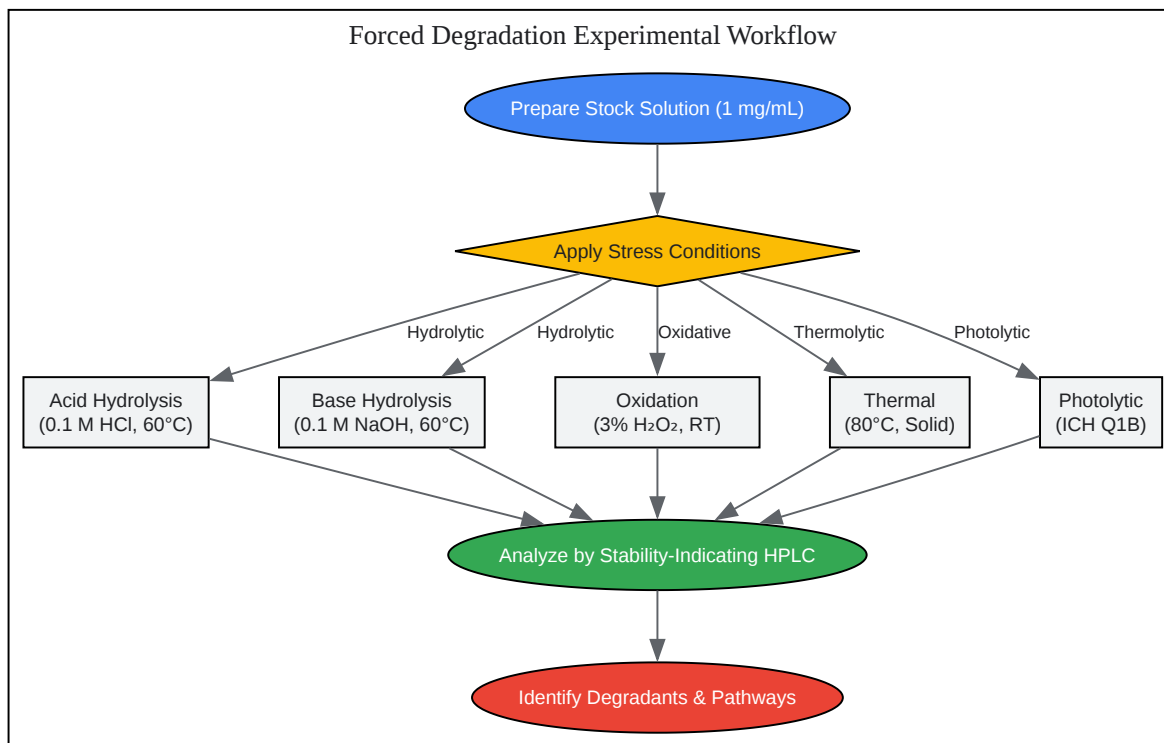 Forced Degradation Experimental Workflow
Prepare Stock Solution (1 mg/mL)
Apply Stress Conditions
Hydrolytic
Hydrolytic
Oxidative
Thermolytic
Photolytic
Acid Hydrolysis
(0.1 M HCl, 60°C)
Base Hydrolysis
(0.1 M NaOH, 60°C)
Oxidation
(3% H₂O₂, RT)
Thermal
(80°C, Solid)
Photolytic
(ICH Q1B)
Analyze by Stability-Indicating HPLC
Identify Degradants & Pathways